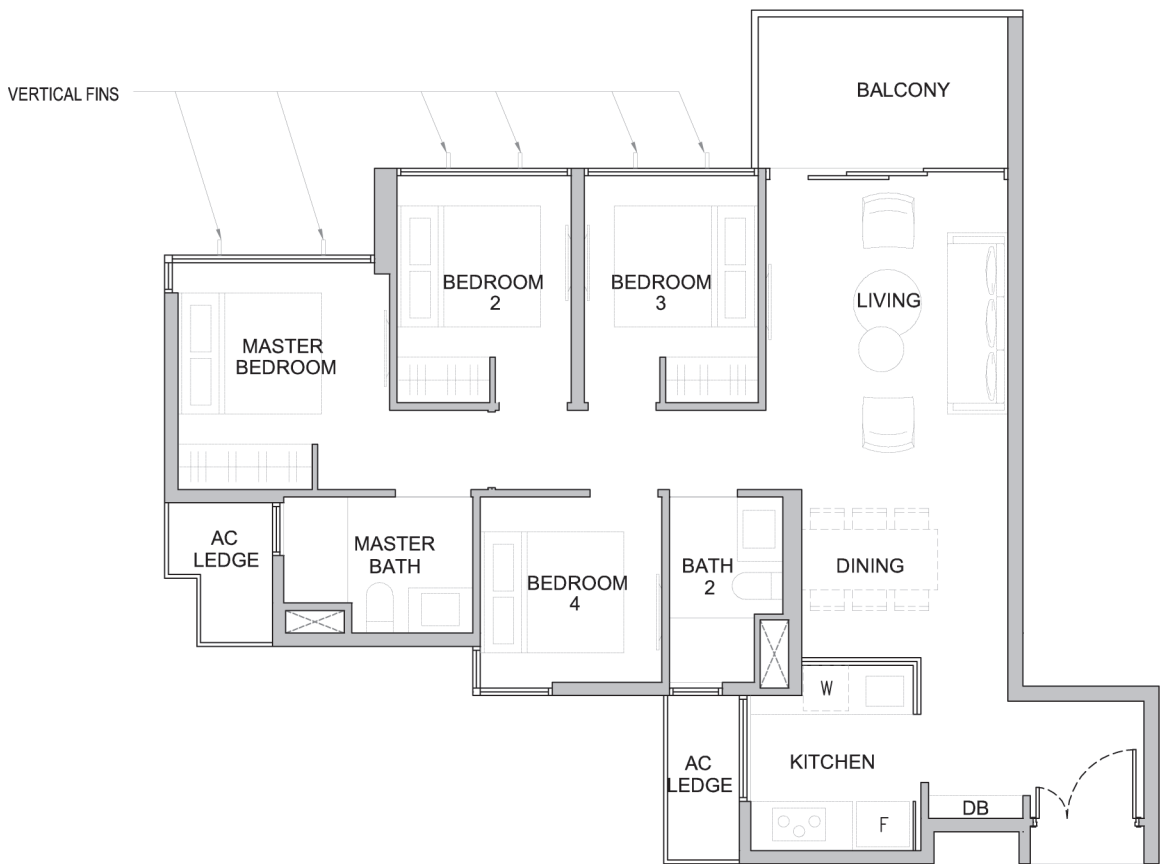 BALCONY
VERTICAL FINS
BEDROOM
2
BEDROOM
3
LIVING
MASTER
BEDROOM
AC
LEDGE
MASTER
BATH
BEDROOM
4
BATH
2
DINING
W
KITCHEN
AC
LEDGE
DB
F